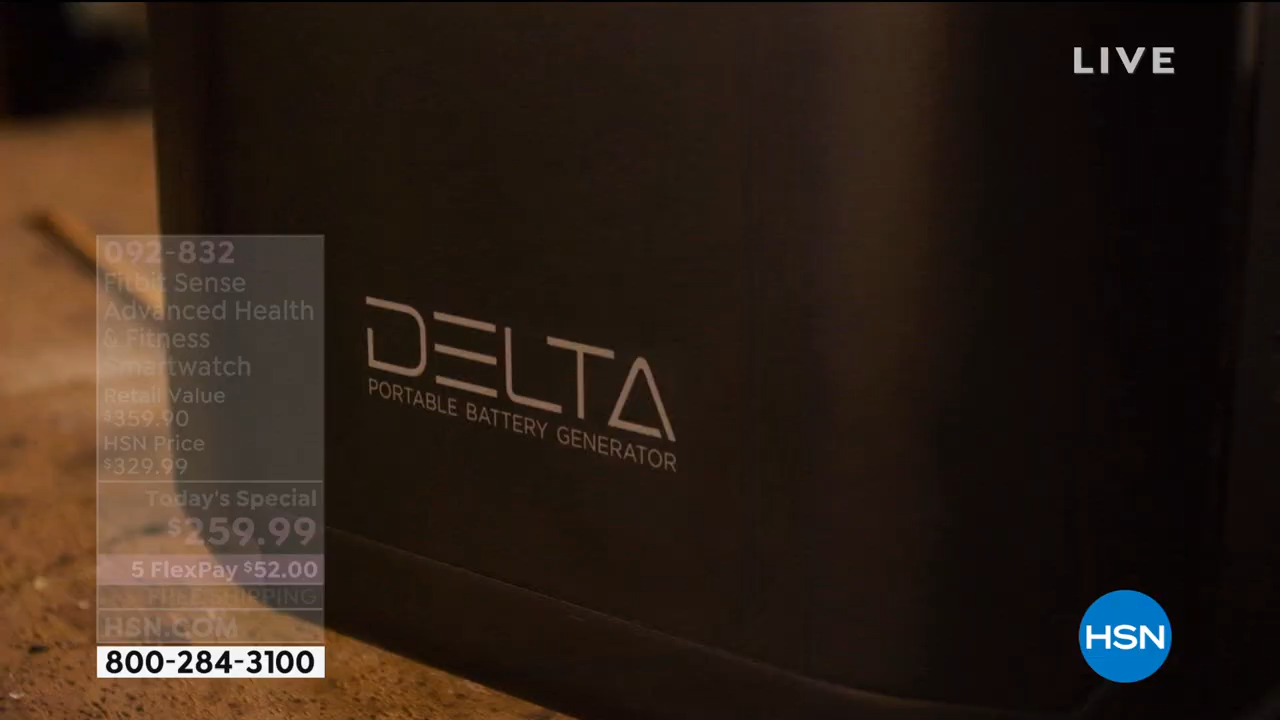 LIVE
092-832
Fitbit Sense
Advanced Health
& Fitness
Smartwatch
Retail Value
$359.90
HSN Price
$329.99
Today's Special
$259.99
5 FlexPay $52.00
FREE SHIPPING
HSN.COM
800-284-3100
DELTA
PORTABLE BATTERY GENERATOR
HSN